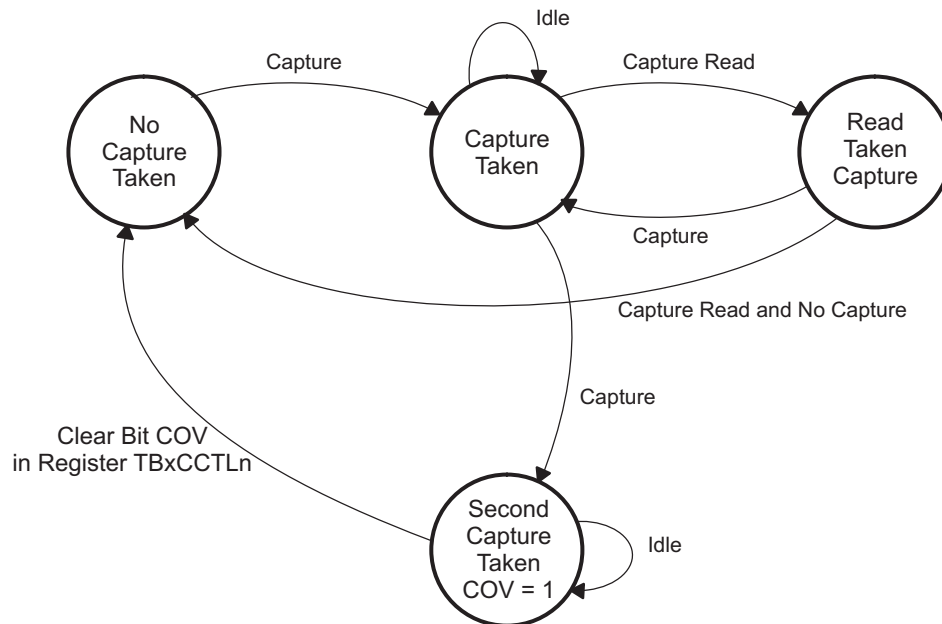 Idle
Capture
Capture Read
No
Capture
Taken
Capture
Taken
Read
Taken
Capture
Capture
Capture Read and No Capture
Capture
Clear Bit COV
in Register TBxCCTLn
Second
Capture
Taken
COV = 1
Idle